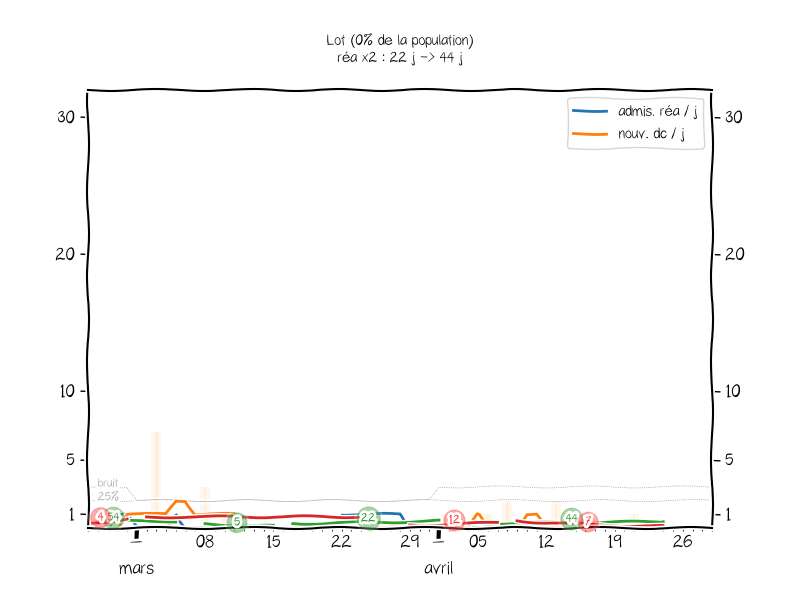 Lot (0% de la population)
réa x2 : 22 j -> 44 j
admis. réa / j
nouv. dc / j
30
30
20
20
10
10
5
5
bruit
25%
1
1
4 54 5 22 12 44 7
08 15 22 29 05 12 19 26
mars avril